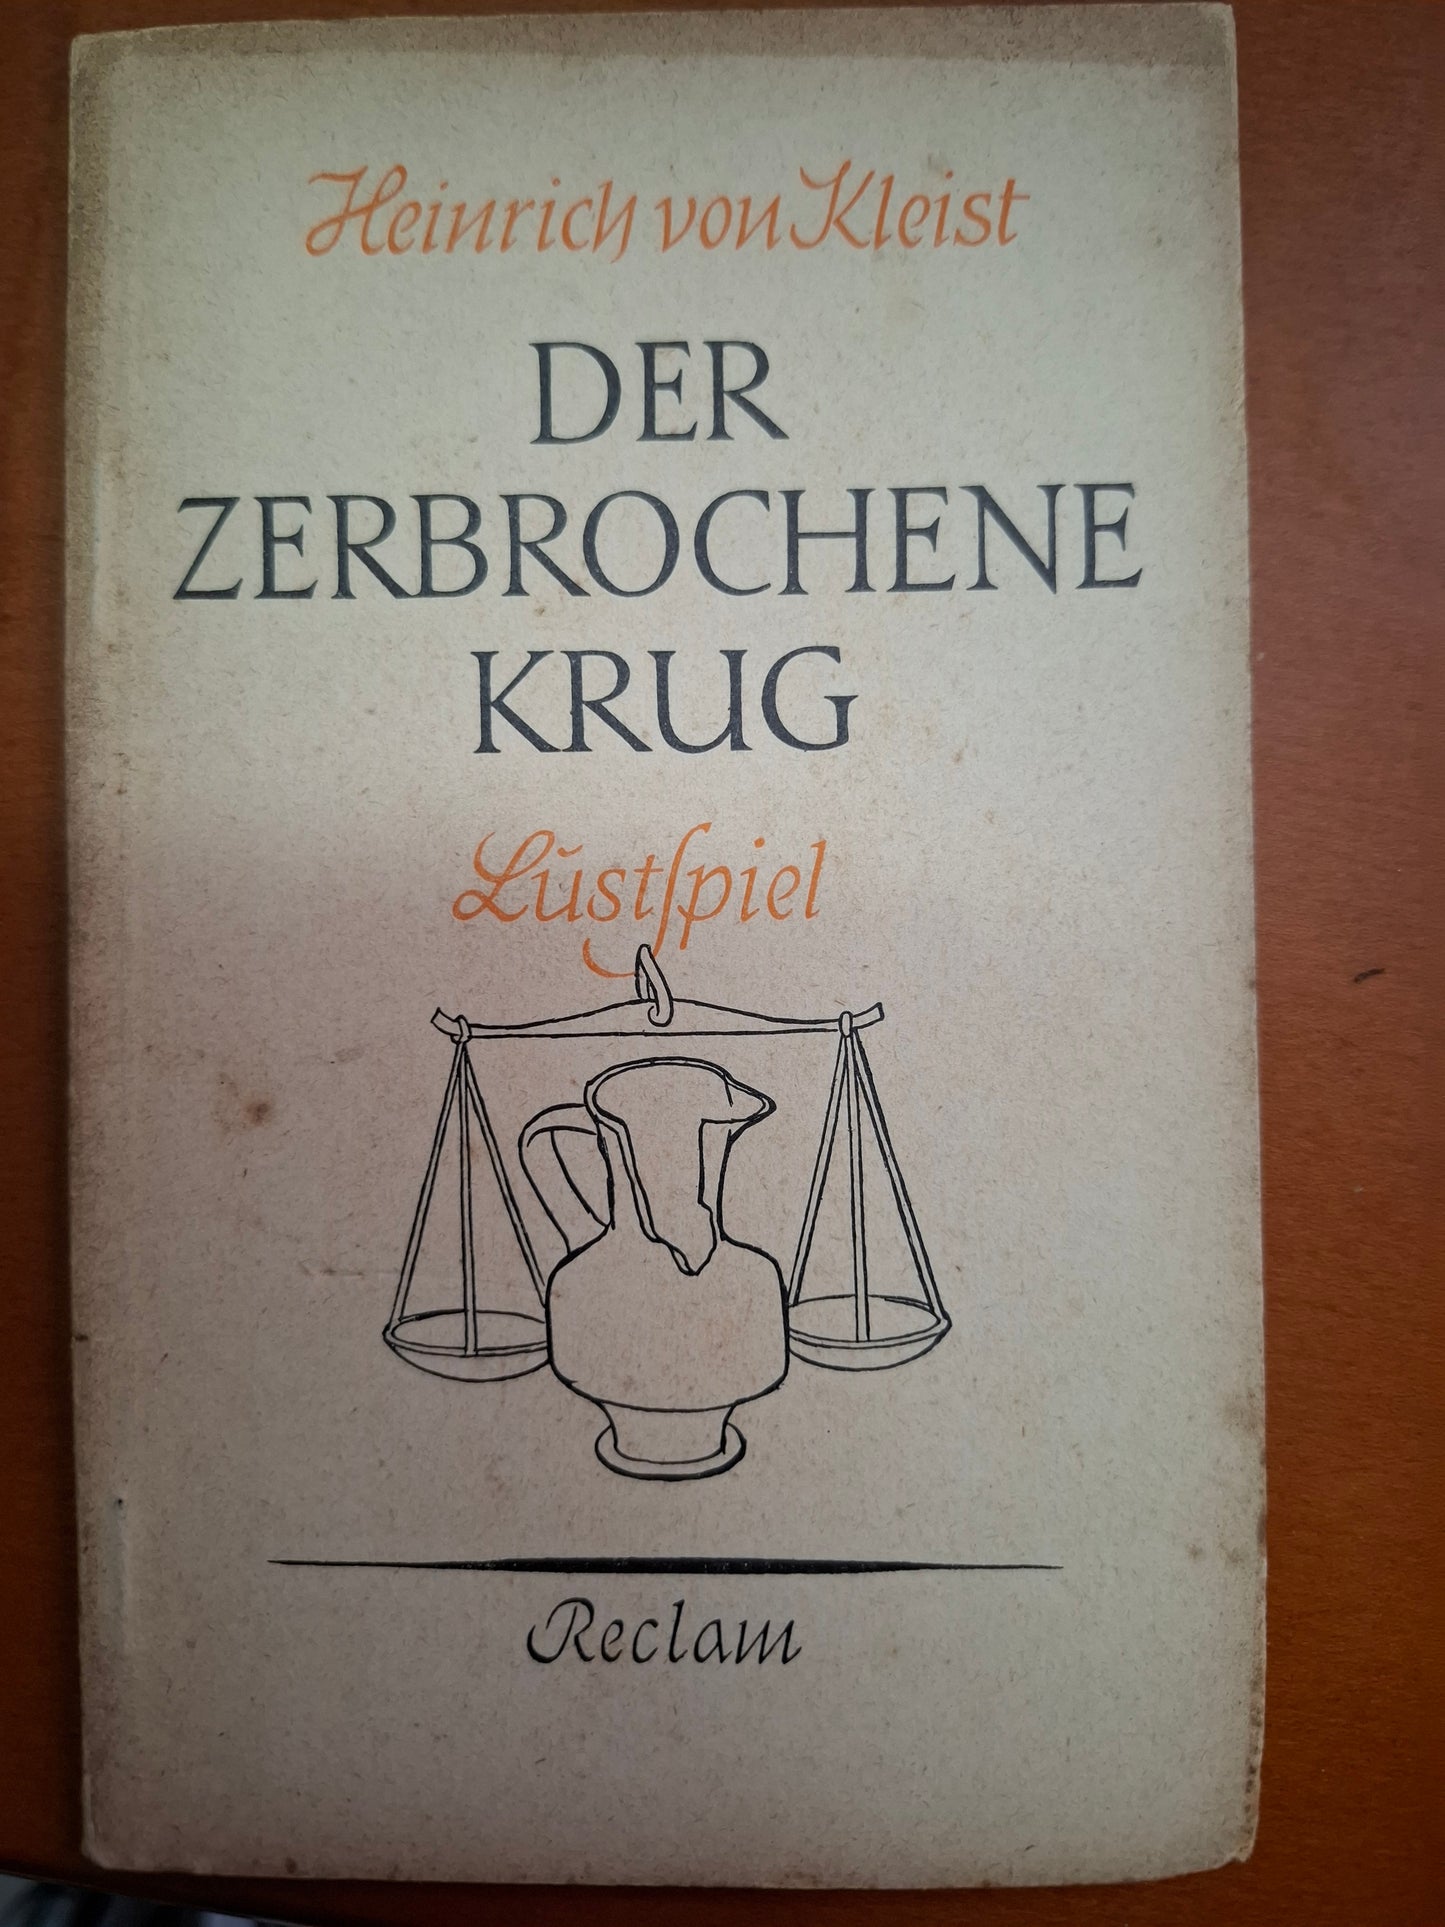 Heinrich von Kleist
DER
ZERBROCHENE
KRUG
Lustſpiel
Reclam